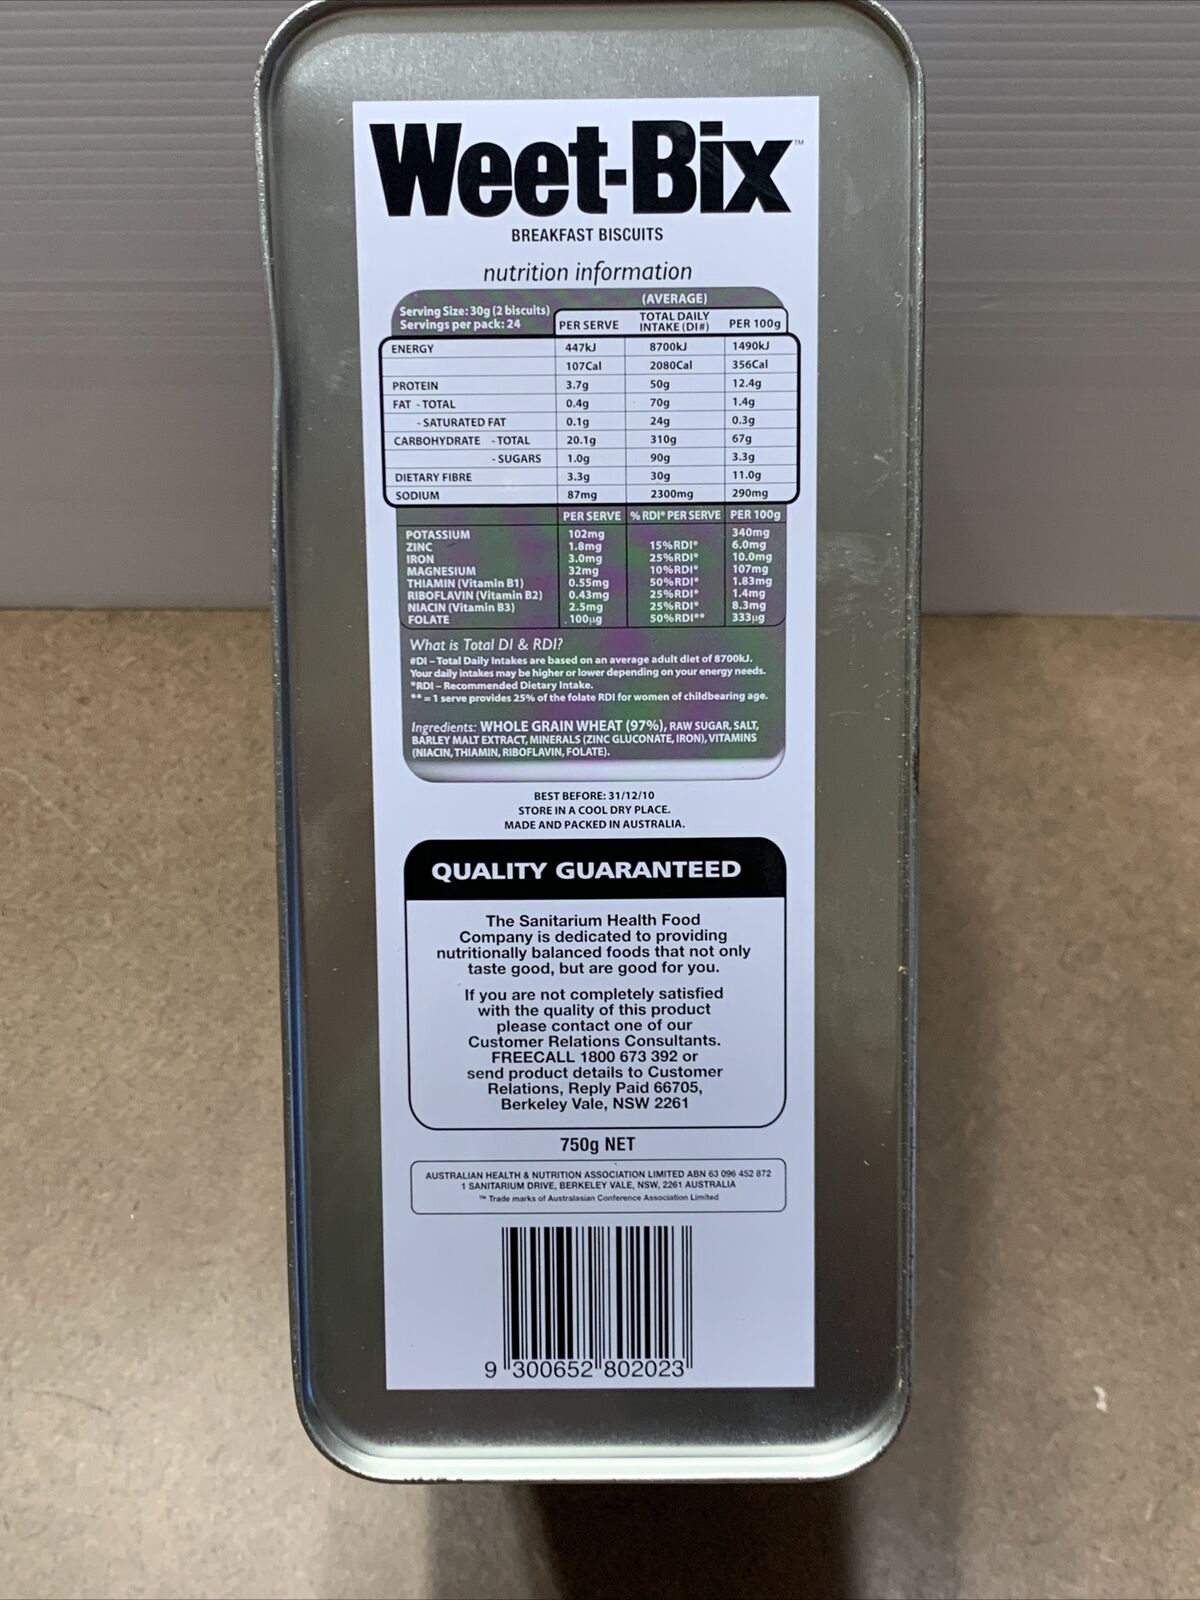 Weet-Bix™
BREAKFAST BISCUITS
nutrition information
(AVERAGE)
Serving Size: 30g (2 biscuits)
Servings per pack: 24
PER SERVE TOTAL DAILY INTAKE (DI#) PER 100g
ENERGY 447kJ 8700kJ 1490kJ
107Cal 2080Cal 356Cal
PROTEIN 3.7g 50g 12.4g
FAT - TOTAL 0.4g 70g 1.4g
- SATURATED FAT 0.1g 24g 0.3g
CARBOHYDRATE - TOTAL 20.1g 310g 67g
- SUGARS 1.0g 90g 3.3g
DIETARY FIBRE 3.3g 30g 11.0g
SODIUM 87mg 2300mg 290mg
PER SERVE % RDI* PER SERVE PER 100g
POTASSIUM 102mg 340mg
ZINC 1.8mg 15%RDI* 6.0mg
IRON 3.0mg 25%RDI* 10.0mg
MAGNESIUM 32mg 10%RDI* 107mg
THIAMIN (Vitamin B1) 0.55mg 50%RDI* 1.83mg
RIBOFLAVIN (Vitamin B2) 0.43mg 25%RDI* 1.4mg
NIACIN (Vitamin B3) 2.5mg 25%RDI* 8.3mg
FOLATE 100µg 50%RDI** 333µg
What is Total DI & RDI?
#DI – Total Daily Intakes are based on an average adult diet of 8700kJ.
Your daily intakes may be higher or lower depending on your energy needs.
*RDI – Recommended Dietary Intake.
** = 1 serve provides 25% of the folate RDI for women of childbearing age.
Ingredients: WHOLE GRAIN WHEAT (97%), RAW SUGAR, SALT,
BARLEY MALT EXTRACT, MINERALS (ZINC GLUCONATE, IRON), VITAMINS
(NIACIN, THIAMIN, RIBOFLAVIN, FOLATE).
BEST BEFORE: 31/12/10
STORE IN A COOL DRY PLACE.
MADE AND PACKED IN AUSTRALIA.
QUALITY GUARANTEED
The Sanitarium Health Food
Company is dedicated to providing
nutritionally balanced foods that not only
taste good, but are good for you.
If you are not completely satisfied
with the quality of this product
please contact one of our
Customer Relations Consultants.
FREECALL 1800 673 392 or
send product details to Customer
Relations, Reply Paid 66705,
Berkeley Vale, NSW 2261
750g NET
AUSTRALIAN HEALTH & NUTRITION ASSOCIATION LIMITED ABN 63 096 452 872
1 SANITARIUM DRIVE, BERKELEY VALE, NSW, 2261 AUSTRALIA
™ Trade marks of Australasian Conference Association Limited
9 300652 802023